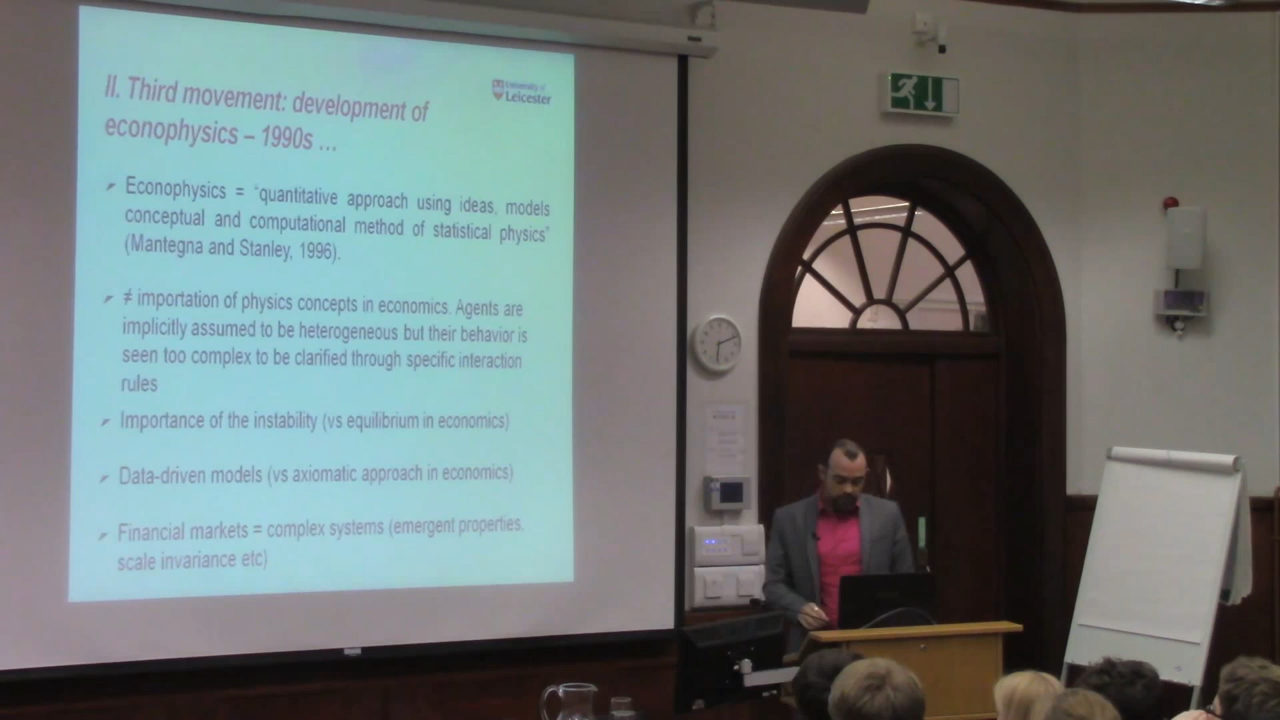 II. Third movement: development of
econophysics – 1990s …
University of
Leicester
Econophysics = "quantitative approach using ideas, models
conceptual and computational method of statistical physics"
(Mantegna and Stanley, 1996).
≠ importation of physics concepts in economics. Agents are
implicitly assumed to be heterogeneous but their behavior is
seen too complex to be clarified through specific interaction
rules
Importance of the instability (vs equilibrium in economics)
Data-driven models (vs axiomatic approach in economics)
Financial markets = complex systems (emergent properties,
scale invariance etc)